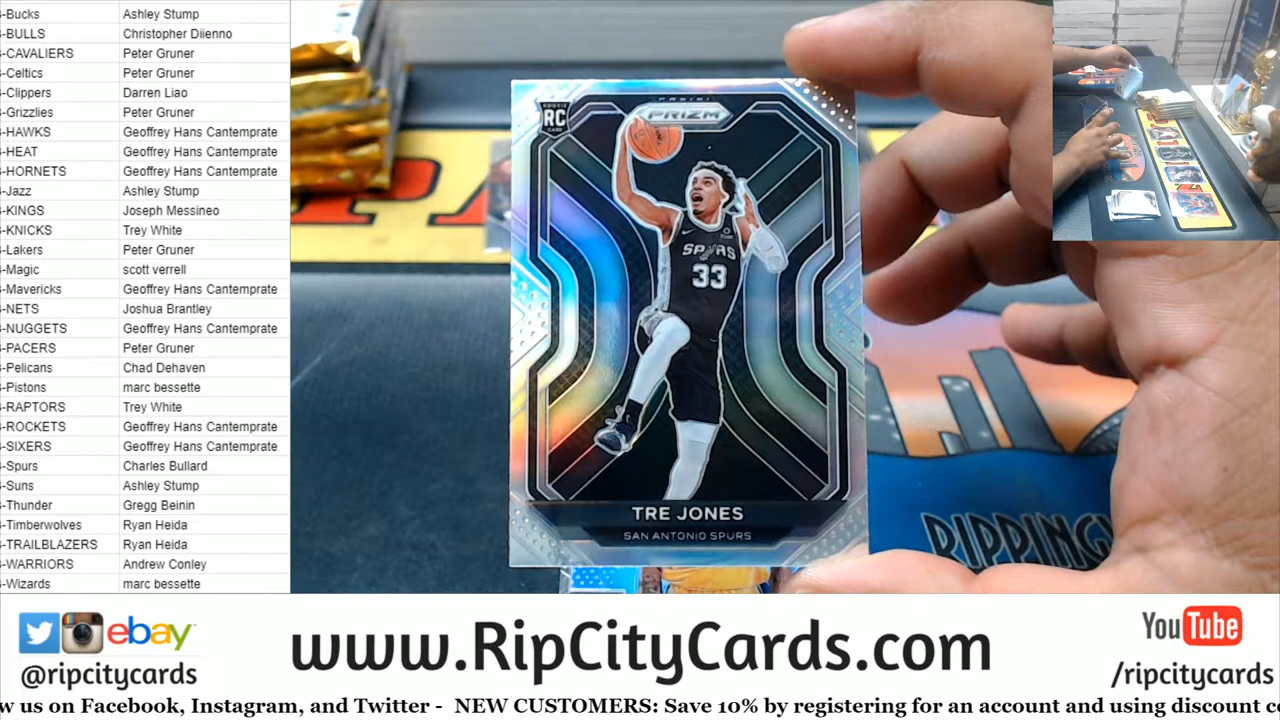 -Bucks Ashley Stump
-BULLS Christopher Diienno
-CAVALIERS Peter Gruner
-Celtics Peter Gruner
-Clippers Darren Liao
-Grizzlies Peter Gruner
-HAWKS Geoffrey Hans Cantemprate
-HEAT Geoffrey Hans Cantemprate
-HORNETS Geoffrey Hans Cantemprate
-Jazz Ashley Stump
-KINGS Joseph Messineo
-KNICKS Trey White
-Lakers Peter Gruner
-Magic scott verrell
-Mavericks Geoffrey Hans Cantemprate
-NETS Joshua Brantley
-NUGGETS Geoffrey Hans Cantemprate
-PACERS Peter Gruner
-Pelicans Chad Dehaven
-Pistons marc bessette
-RAPTORS Trey White
-ROCKETS Geoffrey Hans Cantemprate
-SIXERS Geoffrey Hans Cantemprate
-Spurs Charles Bullard
-Suns Ashley Stump
-Thunder Gregg Beinin
-Timberwolves Ryan Heida
-TRAILBLAZERS Ryan Heida
-WARRIORS Andrew Conley
-Wizards marc bessette
ROOKIE
RC
CARD
PANINI
PRIZM
SPURS
33
TRE JONES
SAN ANTONIO SPURS
RIPPING
ebay
@ripcitycards
www.RipCityCards.com
YouTube
/ripcitycards
w us on Facebook, Instagram, and Twitter - NEW CUSTOMERS: Save 10% by registering for an account and using discount c